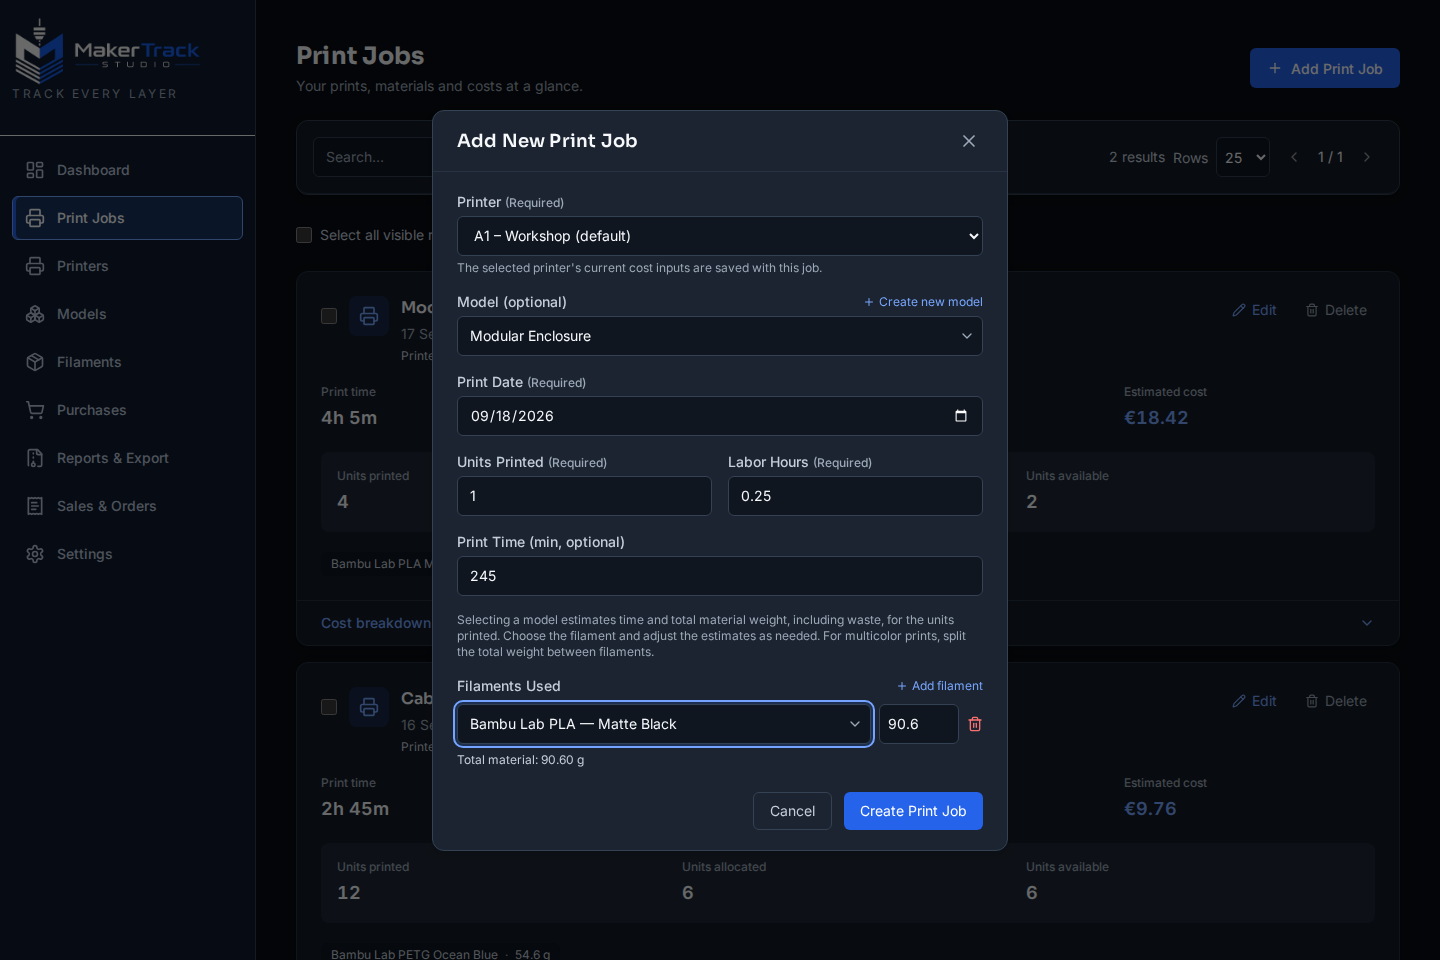 MakerTrack
STUDIO
TRACK EVERY LAYER
Dashboard
Print Jobs
Printers
Models
Filaments
Purchases
Reports & Export
Sales & Orders
Settings
Print Jobs
Your prints, materials and costs at a glance.
+ Add Print Job
Search...
2 results Rows 25 1 / 1
Select all visible
Edit Delete
Print time
4h 5m
Estimated cost
€18.42
Units printed
4
Units available
2
Bambu Lab PLA
Cost breakdown
Edit Delete
Print time
2h 45m
Estimated cost
€9.76
Units printed
12
Units allocated
6
Units available
6
Bambu Lab PETG Ocean Blue · 54.6 g
Add New Print Job
Printer (Required)
A1 – Workshop (default)
The selected printer's current cost inputs are saved with this job.
Model (optional) + Create new model
Modular Enclosure
Print Date (Required)
09/18/2026
Units Printed (Required) Labor Hours (Required)
1 0.25
Print Time (min, optional)
245
Selecting a model estimates time and total material weight, including waste, for the units
printed. Choose the filament and adjust the estimates as needed. For multicolor prints, split
the total weight between filaments.
Filaments Used + Add filament
Bambu Lab PLA — Matte Black 90.6
Total material: 90.60 g
Cancel Create Print Job